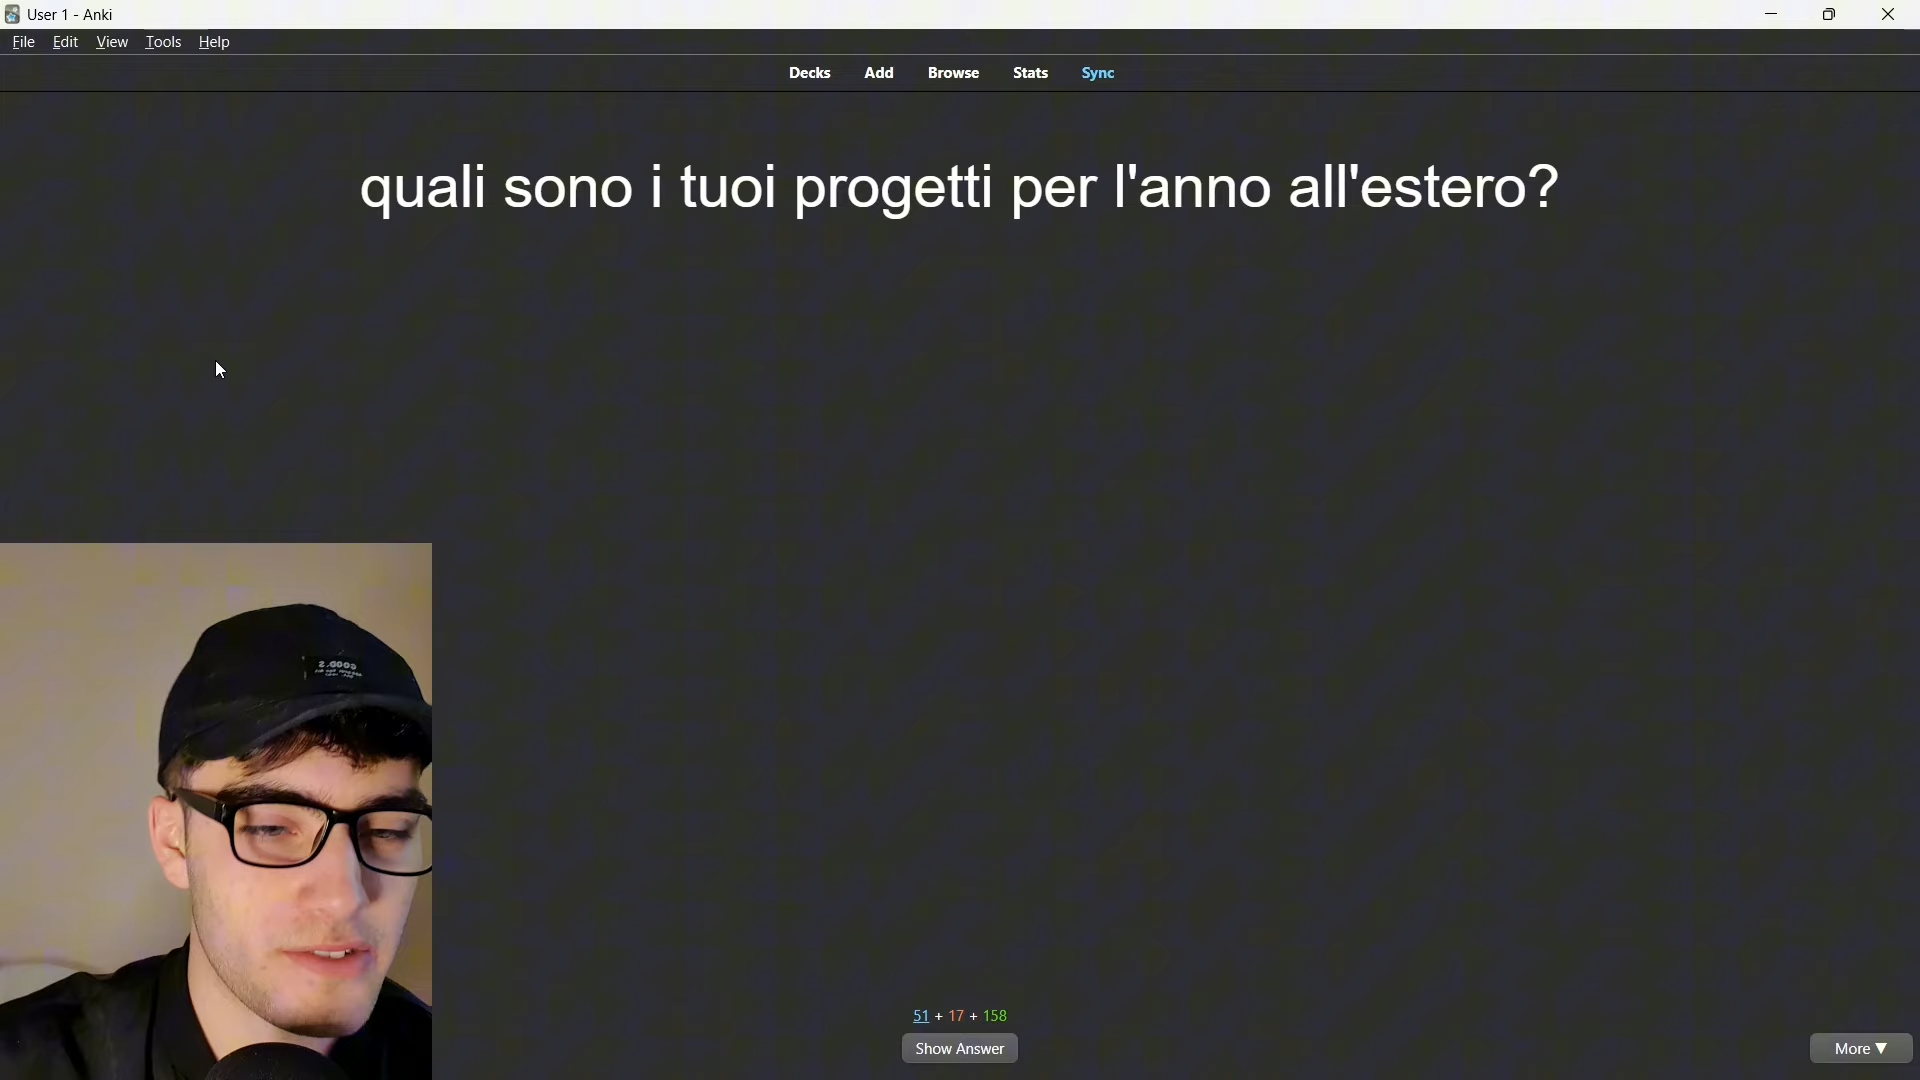 User 1 - Anki
File Edit View Tools Help
Decks Add Browse Stats Sync
quali sono i tuoi progetti per l'anno all'estero?
51 + 17 + 158
Show Answer
More ▼